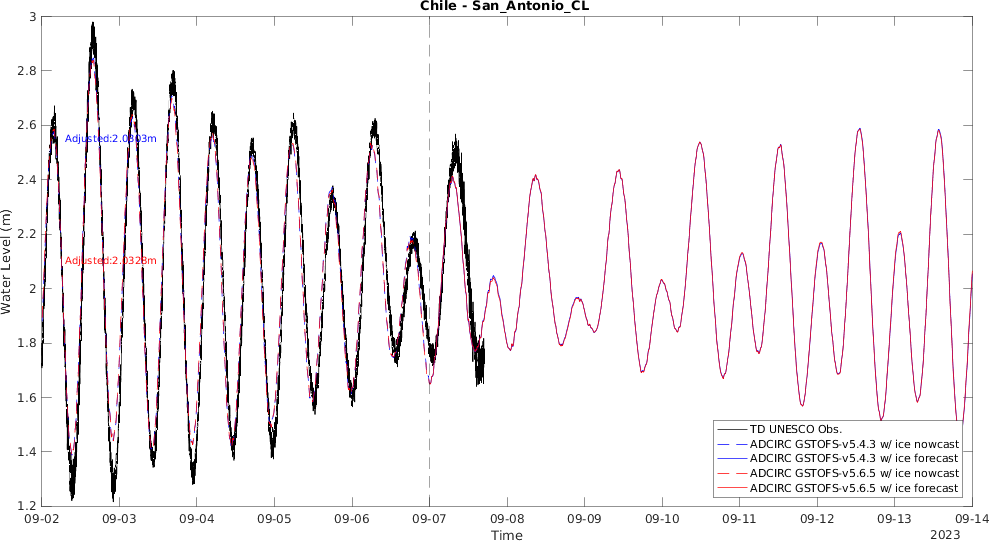 Chile - San_Antonio_CL
3
2.8
2.6
2.4
2.2
2
1.8
1.6
1.4
1.2
Water Level (m)
Adjusted:2.0303m
Adjusted:2.0328m
TD UNESCO Obs.
ADCIRC GSTOFS-v5.4.3 w/ ice nowcast
ADCIRC GSTOFS-v5.4.3 w/ ice forecast
ADCIRC GSTOFS-v5.6.5 w/ ice nowcast
ADCIRC GSTOFS-v5.6.5 w/ ice forecast
09-02 09-03 09-04 09-05 09-06 09-07 09-08 09-09 09-10 09-11 09-12 09-13 09-14
Time
2023